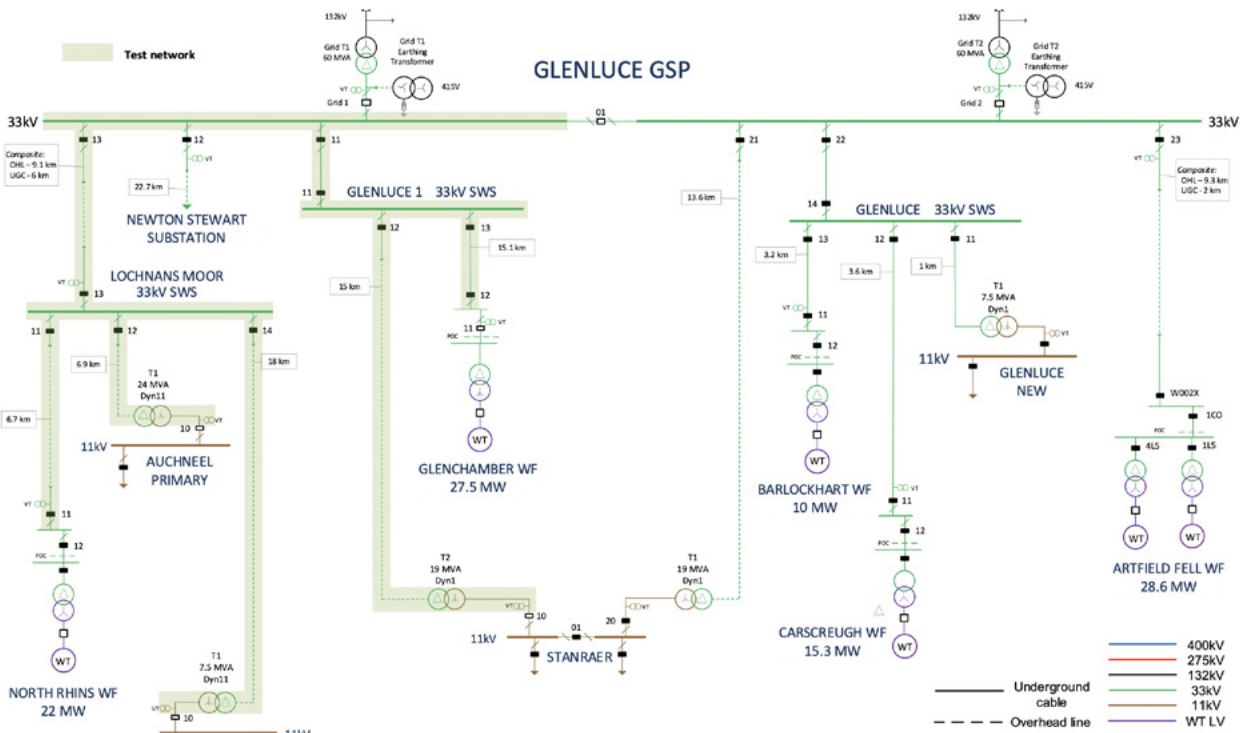 132kV
Grid T1
60 MVA
Grid T1
Earthing
Transformer
VT
415V
Grid 1
Test network
GLENLUCE GSP
132kV
Grid T2
60 MVA
Grid T2
Earthing
Transformer
VT
415V
Grid 2
33kV
01
33kV
13
12
11
21
22
23
Composite:
OHL – 9.1 km
UGC - 6 km
VT
22.7 km
NEWTON STEWART
SUBSTATION
11
GLENLUCE 1 33kV SWS
12
13
15.1 km
15 km
12
11
VT
POC
GLENCHAMBER WF
27.5 MW
WT
LOCHNANS MOOR
33kV SWS
VT
13
11
12
14
6.9 km
18 km
6.7 km
T1
24 MVA
Dyn11
10
VT
11kV
AUCHNEEL
PRIMARY
VT
11
12
POC
WT
NORTH RHINS WF
22 MW
T1
7.5 MVA
Dyn11
VT
10
11kV
T2
19 MVA
Dyn1
VT
10
11kV
01
20
VT
STANRAER
T1
19 MVA
Dyn1
13.6 km
14
GLENLUCE 33kV SWS
13
12
11
3.2 km
3.6 km
1 km
VT
11
12
POC
WT
BARLOCKHART WF
10 MW
T1
7.5 MVA
Dyn1
VT
11kV
GLENLUCE
NEW
VT
11
12
POC
WT
CARSCREUGH WF
15.3 MW
VT
Composite:
OHL – 9.3 km
UGC - 2 km
W002X
1C0
POC
4L5
1L5
WT
WT
ARTFIELD FELL WF
28.6 MW
Underground
cable
Overhead line
400kV
275kV
132kV
33kV
11kV
WT LV